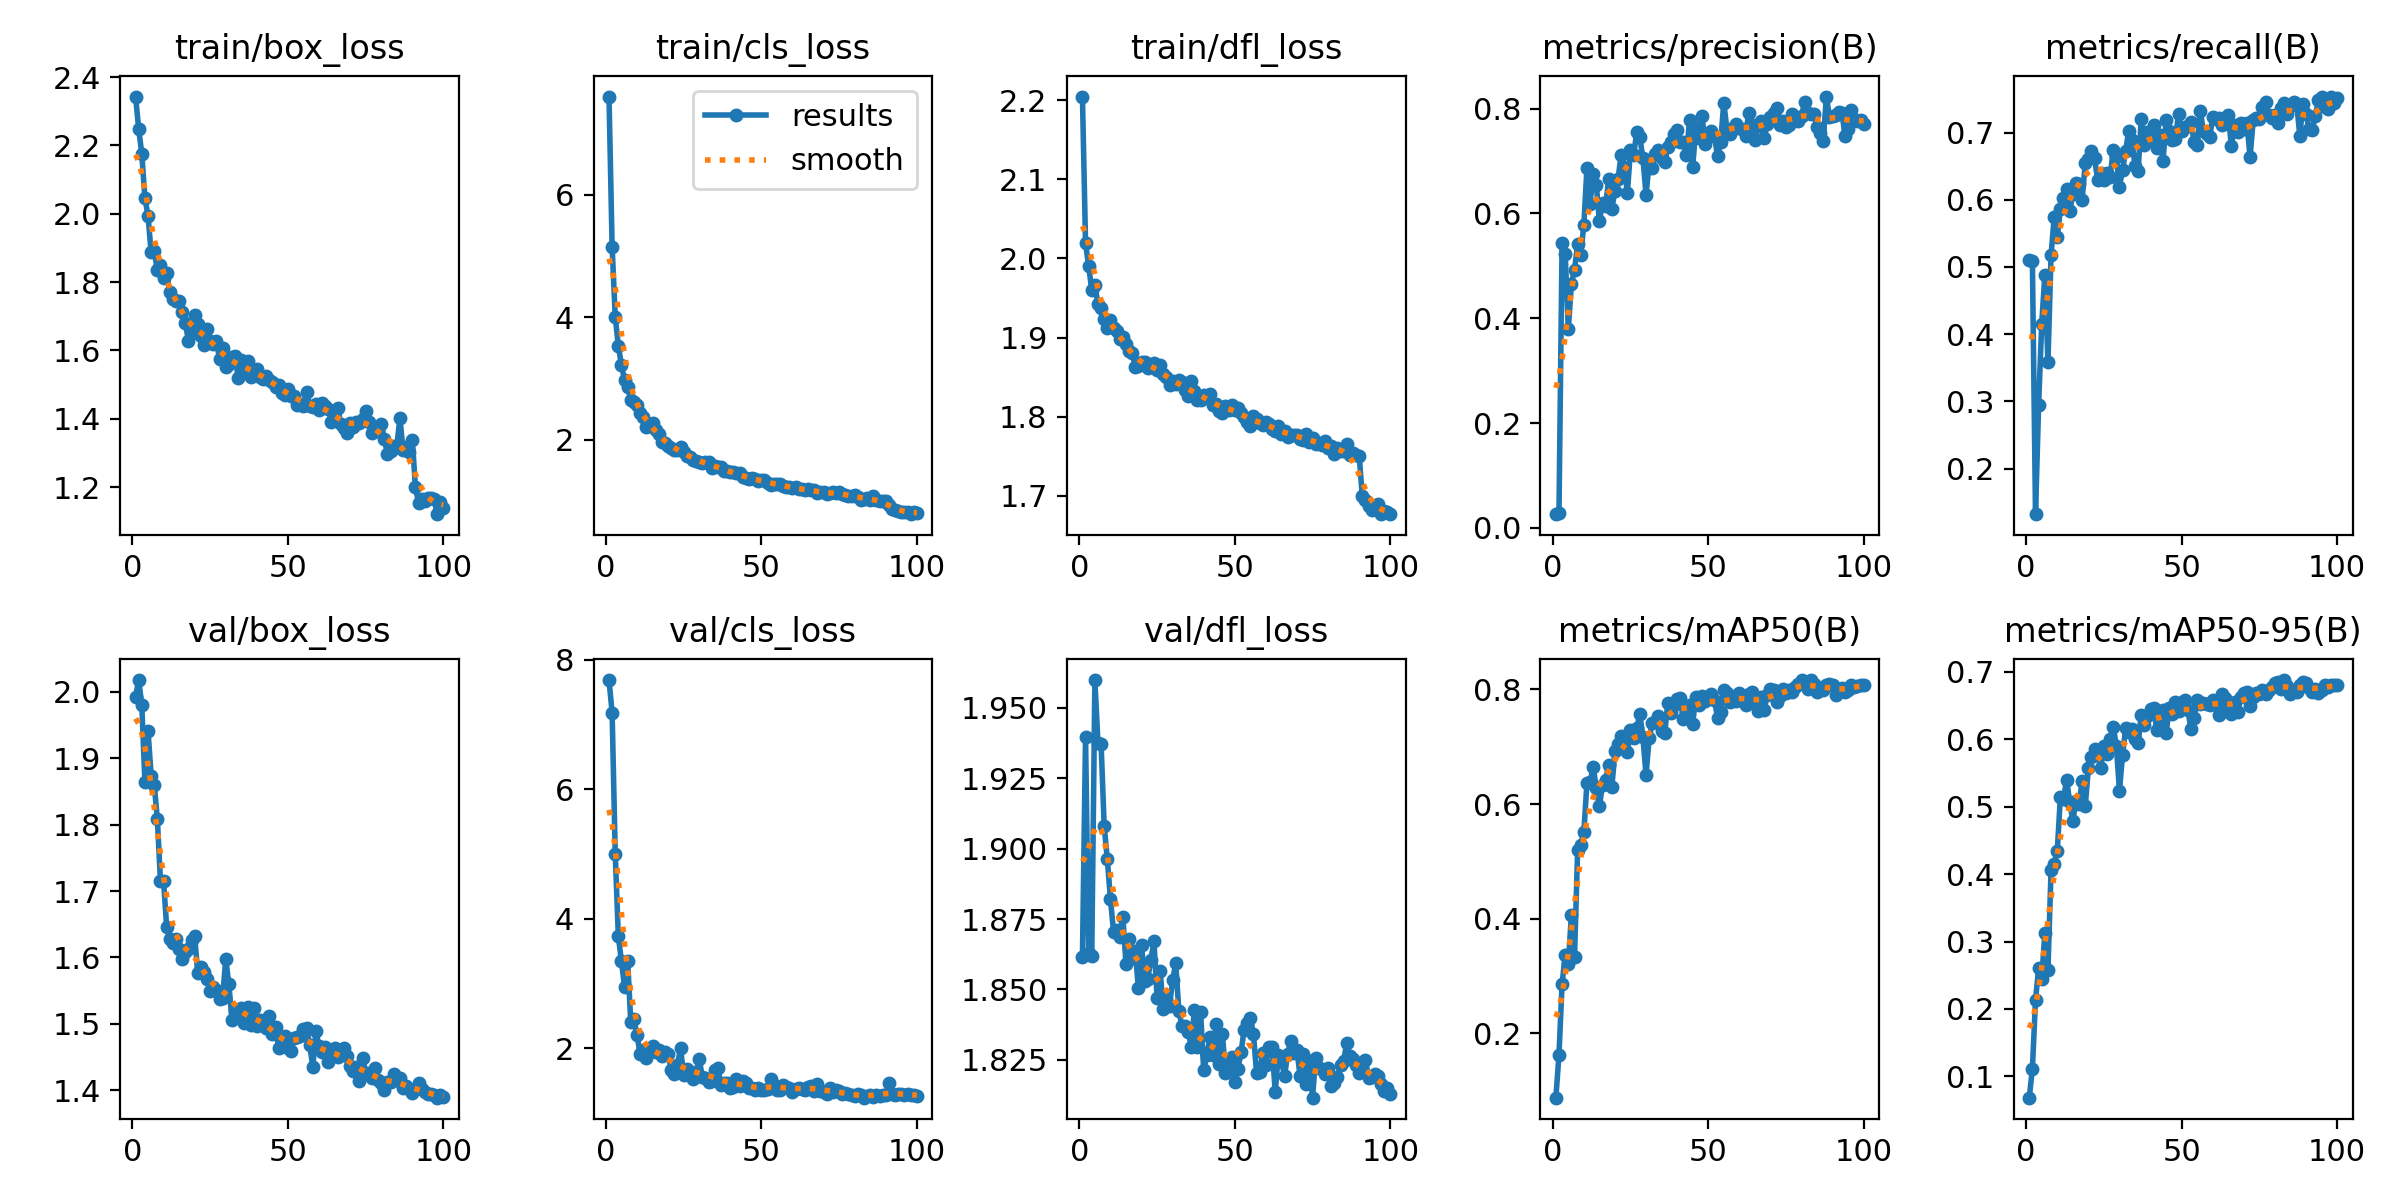 train/box_loss
2.4
2.2
2.0
1.8
1.6
1.4
1.2
0 50 100
train/cls_loss
results
smooth
6
4
2
0 50 100
train/dfl_loss
2.2
2.1
2.0
1.9
1.8
1.7
0 50 100
metrics/precision(B)
0.8
0.6
0.4
0.2
0.0
0 50 100
metrics/recall(B)
0.7
0.6
0.5
0.4
0.3
0.2
0 50 100
val/box_loss
2.0
1.9
1.8
1.7
1.6
1.5
1.4
0 50 100
val/cls_loss
8
6
4
2
0 50 100
val/dfl_loss
1.950
1.925
1.900
1.875
1.850
1.825
0 50 100
metrics/mAP50(B)
0.8
0.6
0.4
0.2
0 50 100
metrics/mAP50-95(B)
0.7
0.6
0.5
0.4
0.3
0.2
0.1
0 50 100